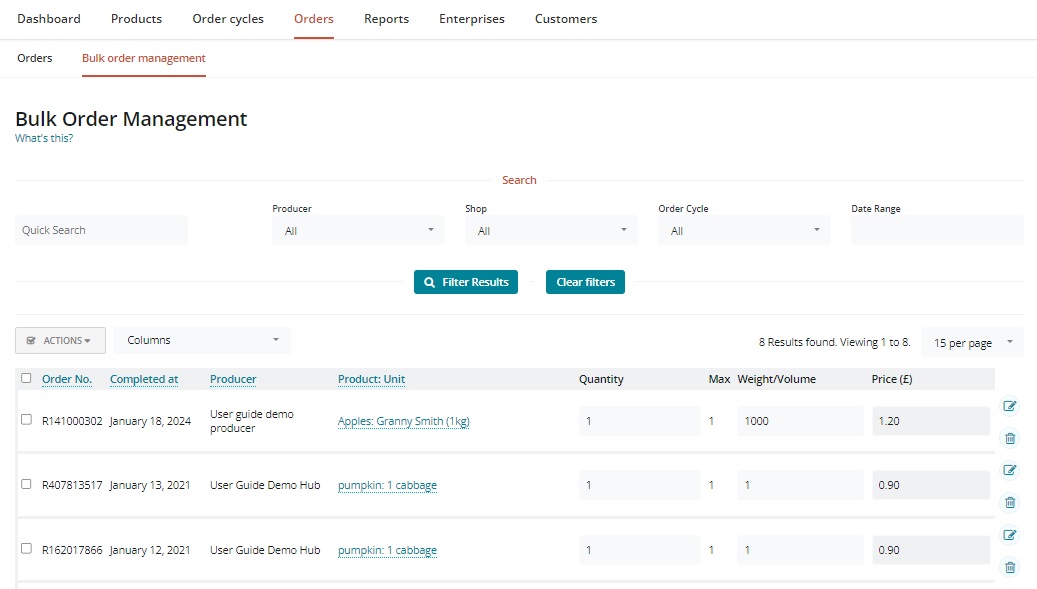 Dashboard Products Order cycles Orders Reports Enterprises Customers
Orders Bulk order management
Bulk Order Management
What's this?
Search
Producer Shop Order Cycle Date Range
Quick Search All All All
Filter Results Clear filters
ACTIONS Columns 8 Results found. Viewing 1 to 8. 15 per page
Order No. Completed at Producer Product: Unit Quantity Max Weight/Volume Price (£)
R141000302 January 18, 2024 User guide demo producer Apples: Granny Smith (1kg) 1 1 1000 1.20
R407813517 January 13, 2021 User Guide Demo Hub pumpkin: 1 cabbage 1 1 1 0.90
R162017866 January 12, 2021 User Guide Demo Hub pumpkin: 1 cabbage 1 1 1 0.90